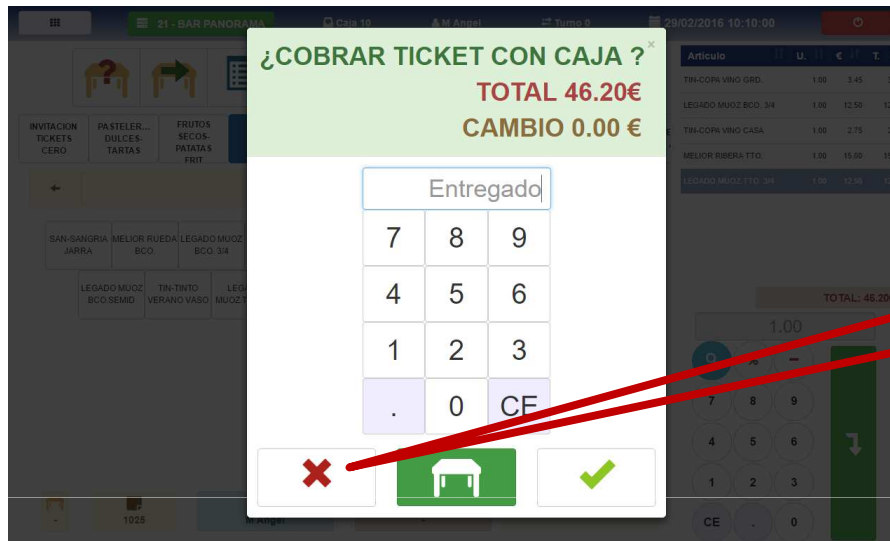 21 - BAR PANORAMA
Caja 10
M Angel
Turno 0
29/02/2016 10:10:00
¿COBRAR TICKET CON CAJA ?
×
TOTAL 46.20€
CAMBIO 0.00 €
Entregado
7 8 9
4 5 6
1 2 3
. 0 CE
INVITACION
TICKETS
CERO
PASTELER...
DULCES-
TARTAS
FRUTOS
SECOS-
PATATAS
FRIT
SAN-SANGRIA
JARRA
MELIOR RUEDA
BCO.
LEGADO MUOZ
BCO. 3/4
LEGADO MUOZ
BCO.SEMID
TIN-TINTO
VERANO VASO
1025
M Angel
-
Artículo U. € T.
TIN-COPA VINO GRD. 1.00 3.45
LEGADO MUOZ BCO. 3/4 1.00 12.50
TIN-COPA VINO CASA 1.00 2.75
MELIOR RIBERA TTO. 1.00 15.00
LEGADO MUOZ TTO. 3/4 1.00 12.50
TOTAL: 46.20
1.00
7 8 9
4 5 6
1 2 3
CE . 0